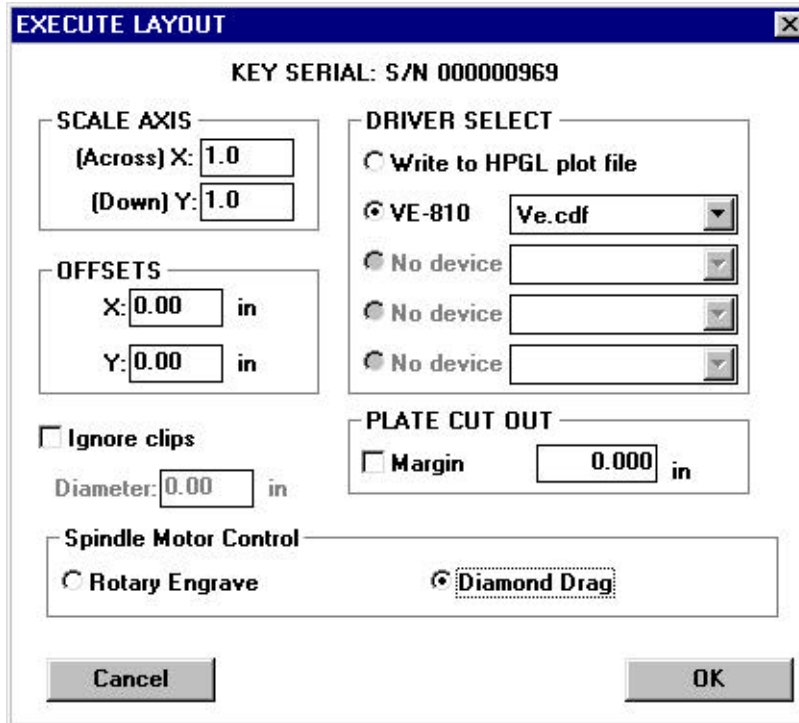 EXECUTE LAYOUT
KEY SERIAL: S/N 000000969
SCALE AXIS
(Across) X: 1.0
(Down) Y: 1.0
OFFSETS
X: 0.00 in
Y: 0.00 in
Ignore clips
Diameter: 0.00 in
DRIVER SELECT
Write to HPGL plot file
VE-810 Ve.cdf
No device
No device
No device
PLATE CUT OUT
Margin 0.000 in
Spindle Motor Control
Rotary Engrave Diamond Drag
Cancel OK